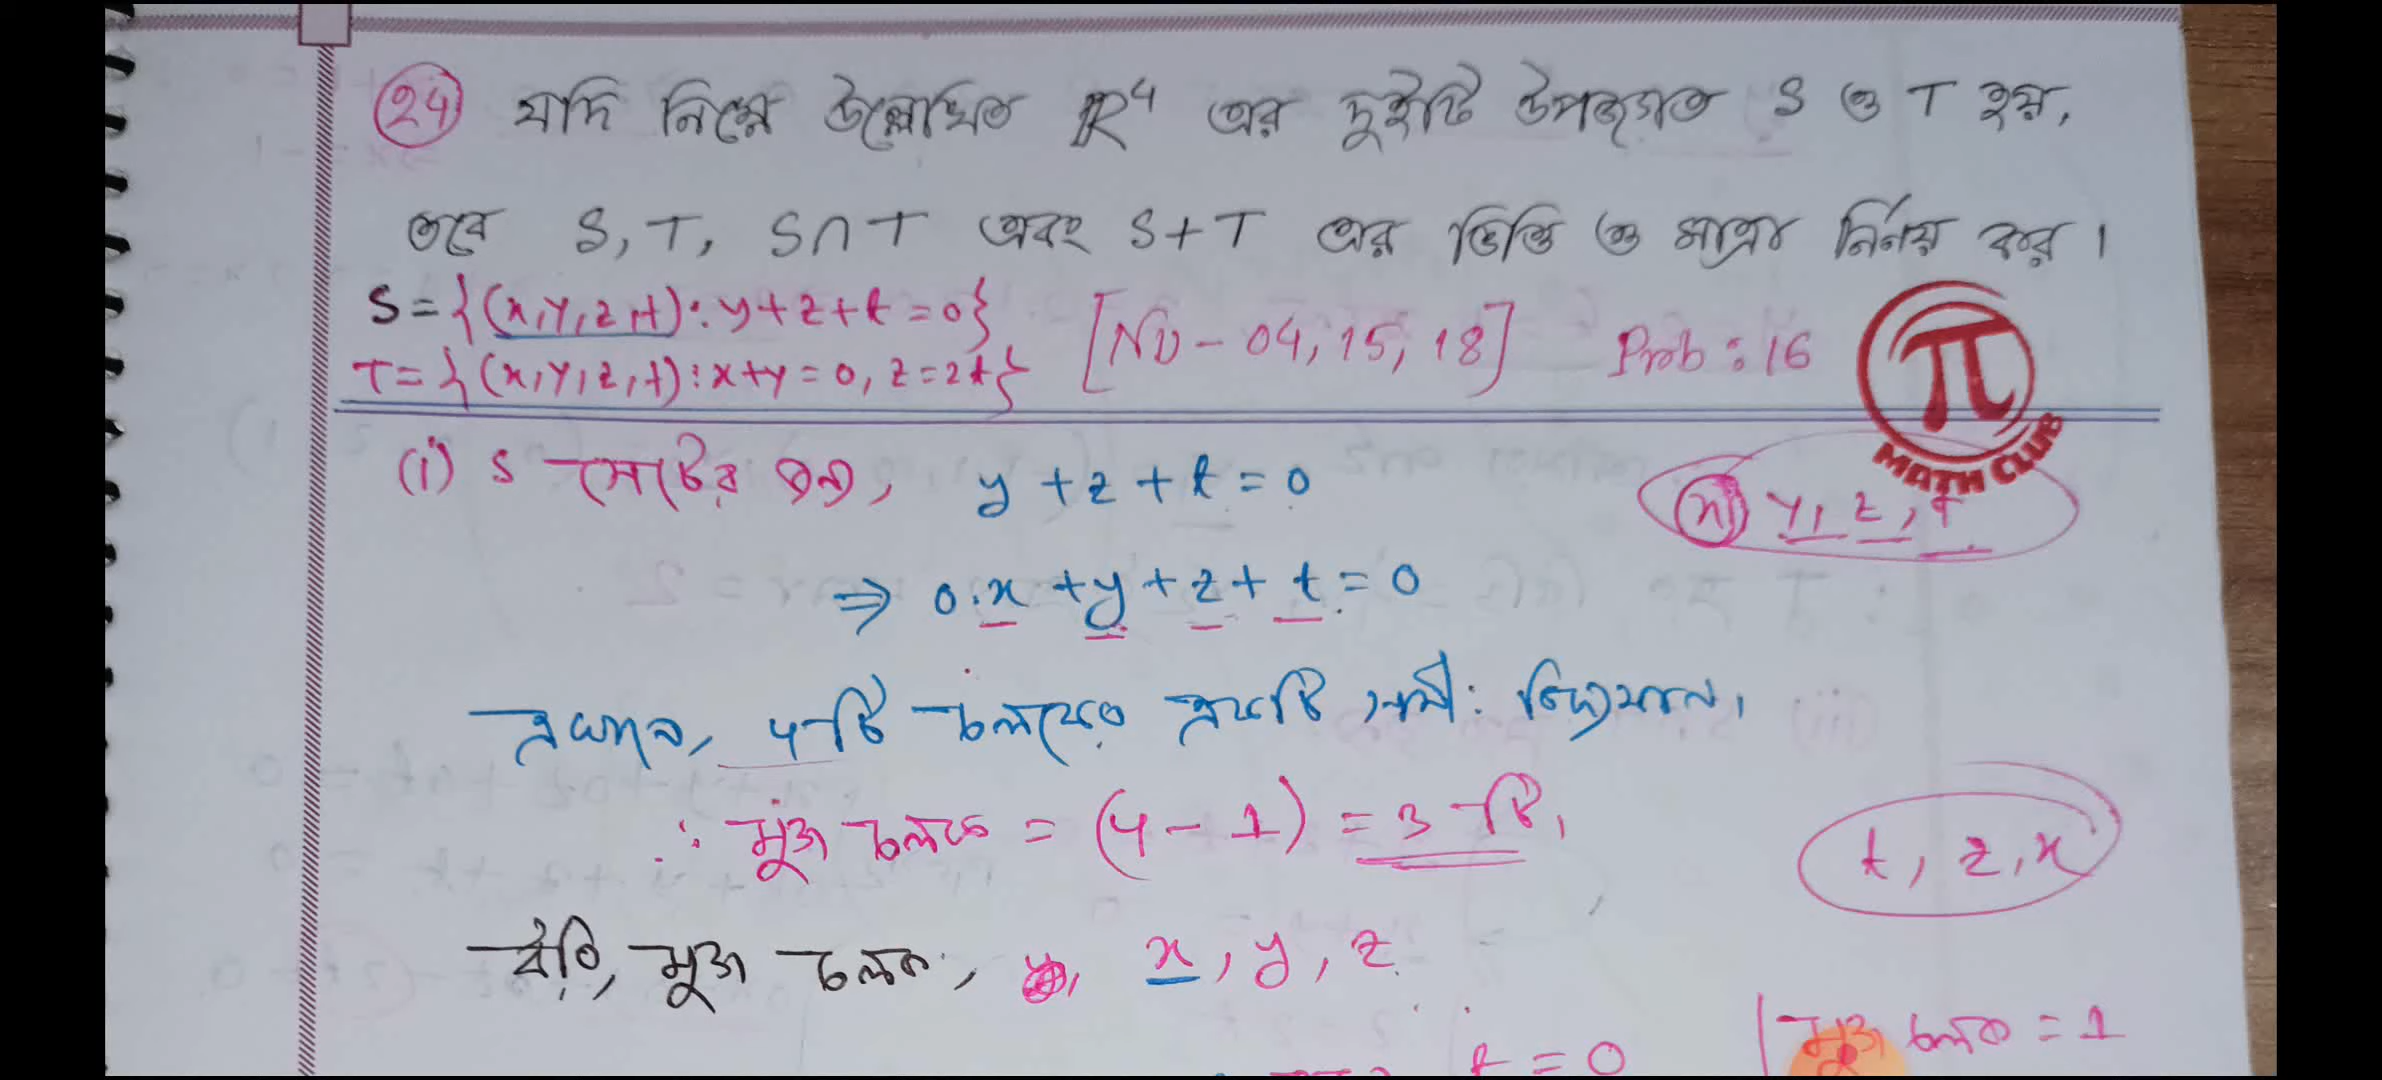 24 যদি নিম্নে উল্লেখিত R⁴ এর দুইটি উপজগত S ও T হয়,
তবে S, T, S∩T এবং S+T এর ভিত্তি ও মাত্রা নির্নয় কর।
S = {(x,y,z,t) : y+z+t=0}
T = {(x,y,z,t) : x+y=0, z=2t}
[NU - 04, 15, 18] Prob : 16
π
MATH CLUB
(i) S সেটের জন্য, y+z+t=0
x, y, z, t
⇒ 0.x+y+z+t=0
এখানে, 4টি চলকের একটি সমী: বিদ্যমান।
∴ মুক্ত চলক = (4-1) = 3 টি,
t, z, x
ধরি, মুক্ত চলক, x, y, z
মুক্ত চলক = 1
t = 0